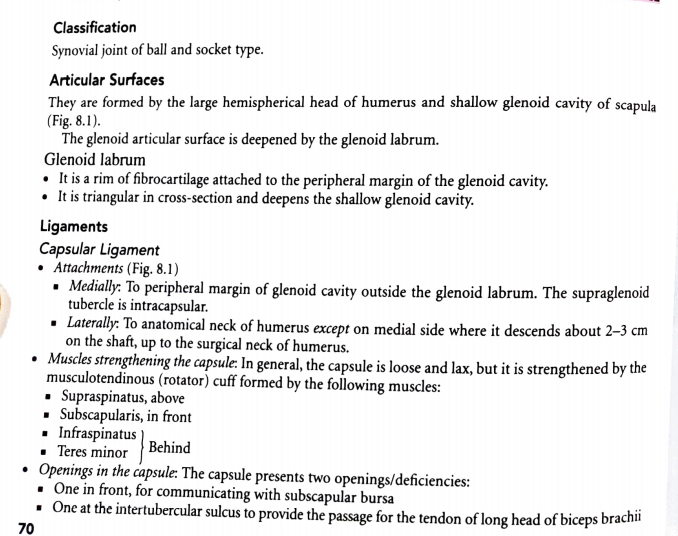 Classification
Synovial joint of ball and socket type.
Articular Surfaces
They are formed by the large hemispherical head of humerus and shallow glenoid cavity of scapula
(Fig. 8.1).
The glenoid articular surface is deepened by the glenoid labrum.
Glenoid labrum
• It is a rim of fibrocartilage attached to the peripheral margin of the glenoid cavity.
• It is triangular in cross-section and deepens the shallow glenoid cavity.
Ligaments
Capsular Ligament
• Attachments (Fig. 8.1)
▪ Medially: To peripheral margin of glenoid cavity outside the glenoid labrum. The supraglenoid
tubercle is intracapsular.
▪ Laterally: To anatomical neck of humerus except on medial side where it descends about 2–3 cm
on the shaft, up to the surgical neck of humerus.
• Muscles strengthening the capsule: In general, the capsule is loose and lax, but it is strengthened by the
musculotendinous (rotator) cuff formed by the following muscles:
▪ Supraspinatus, above
▪ Subscapularis, in front
▪ Infraspinatus
▪ Teres minor } Behind
• Openings in the capsule: The capsule presents two openings/deficiencies:
▪ One in front, for communicating with subscapular bursa
▪ One at the intertubercular sulcus to provide the passage for the tendon of long head of biceps brachii
70